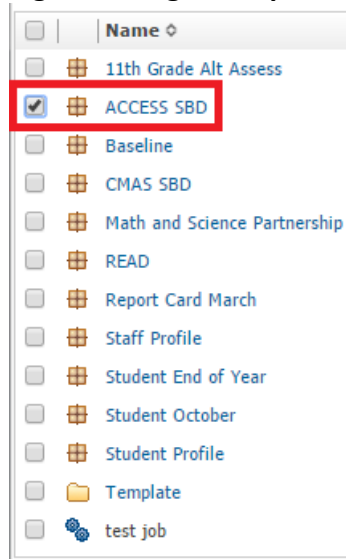 Name
11th Grade Alt Assess
ACCESS SBD
Baseline
CMAS SBD
Math and Science Partnership
READ
Report Card March
Staff Profile
Student End of Year
Student October
Student Profile
Template
test job